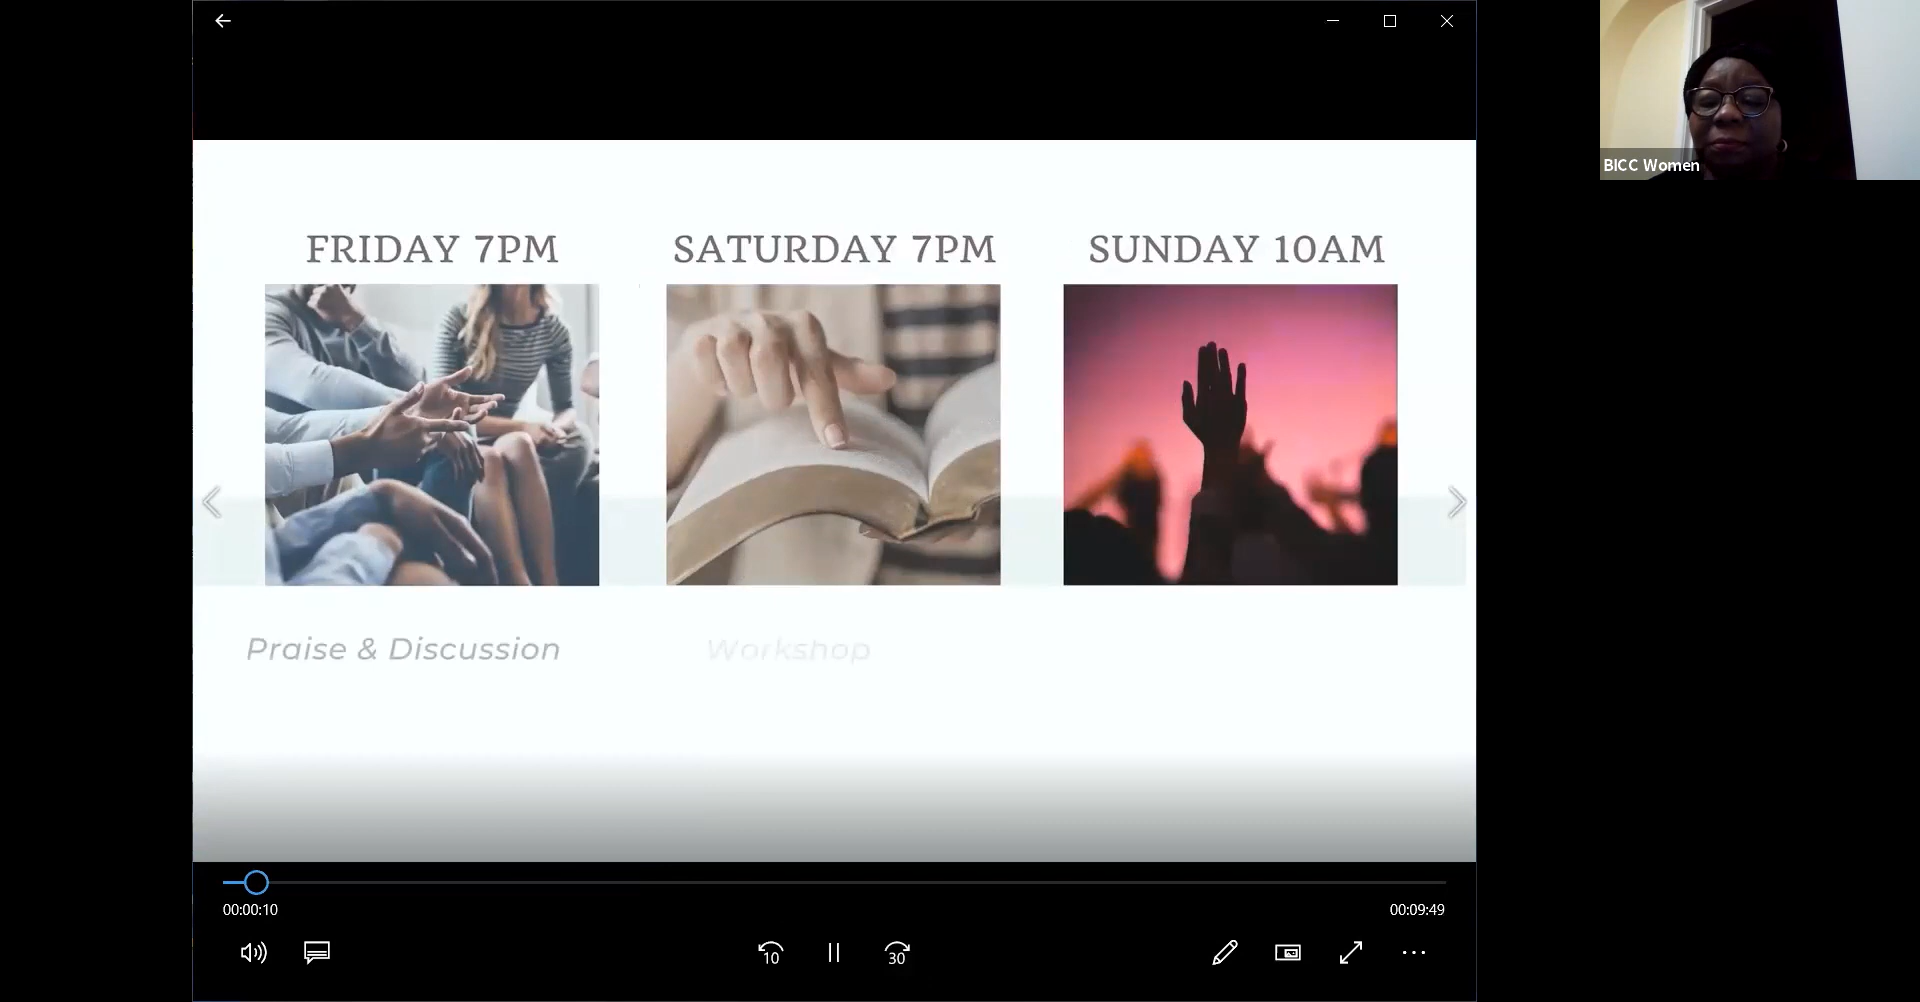 BICC Women
FRIDAY 7PM
SATURDAY 7PM
SUNDAY 10AM
Praise & Discussion
Workshop
00:00:10
00:09:49
10
30